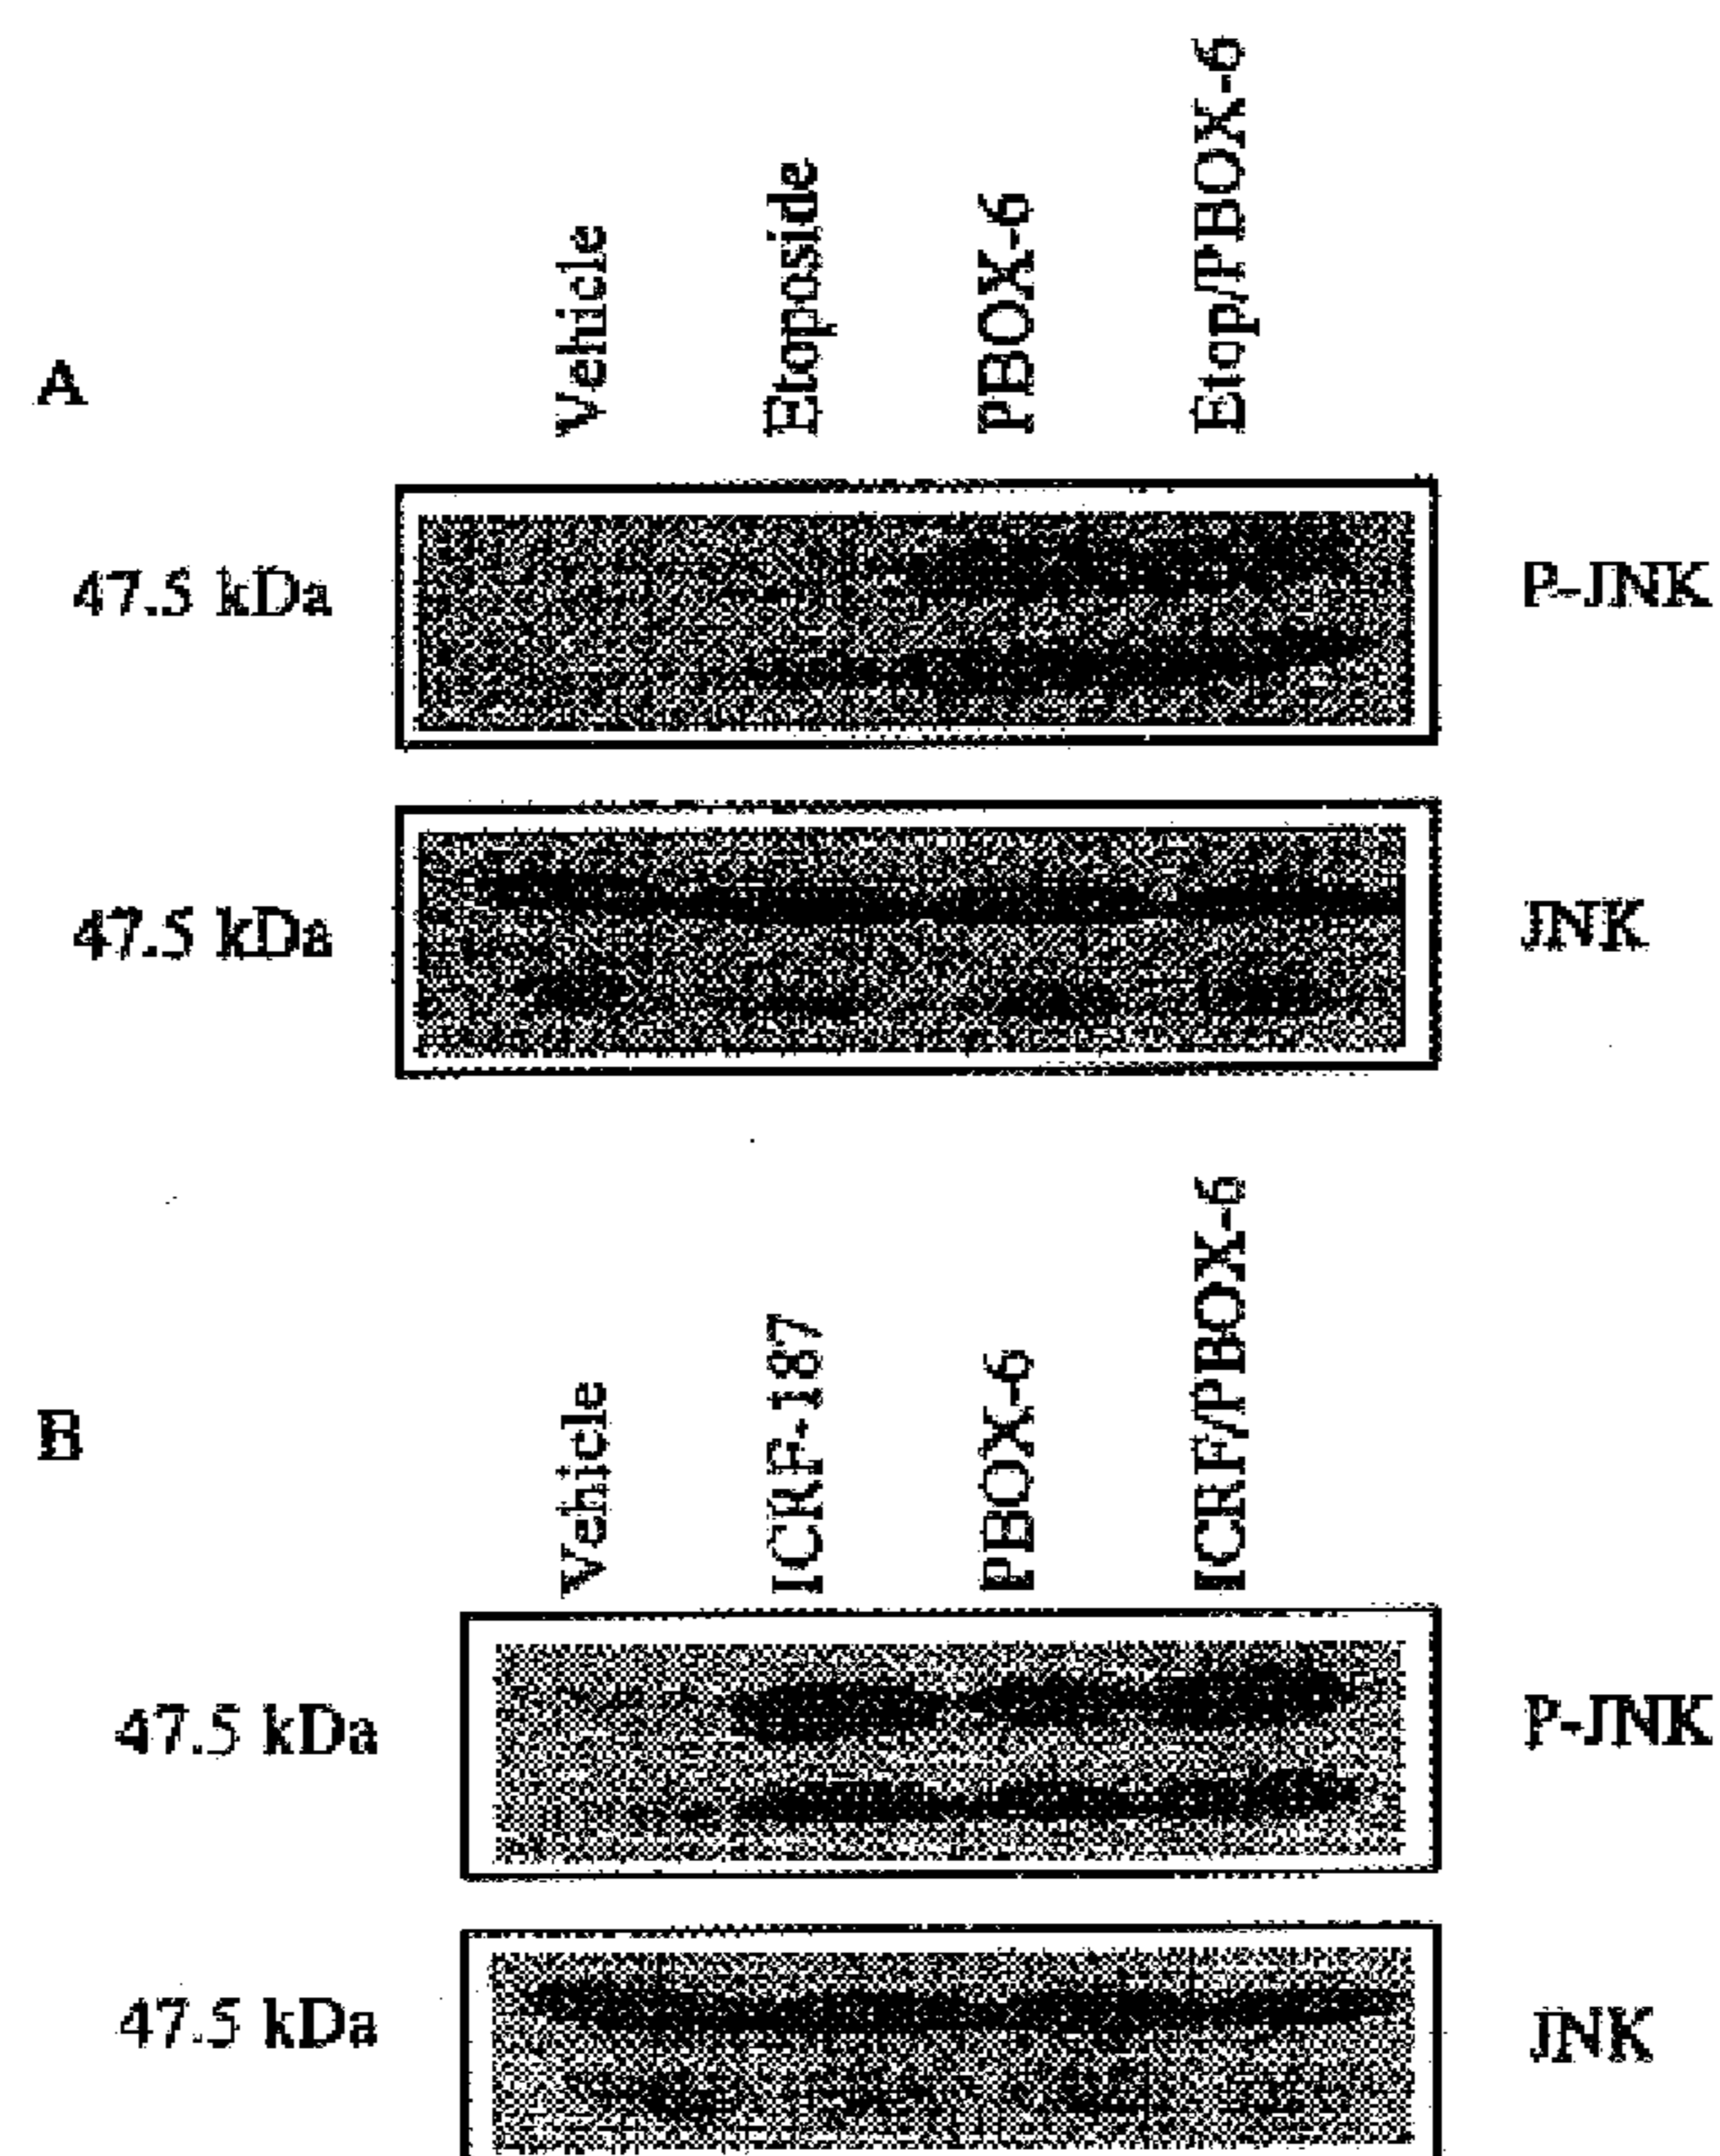 A
Vehicle
Etoposide
PBOX-6
Etop/PBOX-6
47.5 kDa
P-JNK
47.5 kDa
JNK
B
Vehicle
ICRF-187
PBOX-6
ICRF/PBOX-6
47.5 kDa
P-JNK
47.5 kDa
JNK